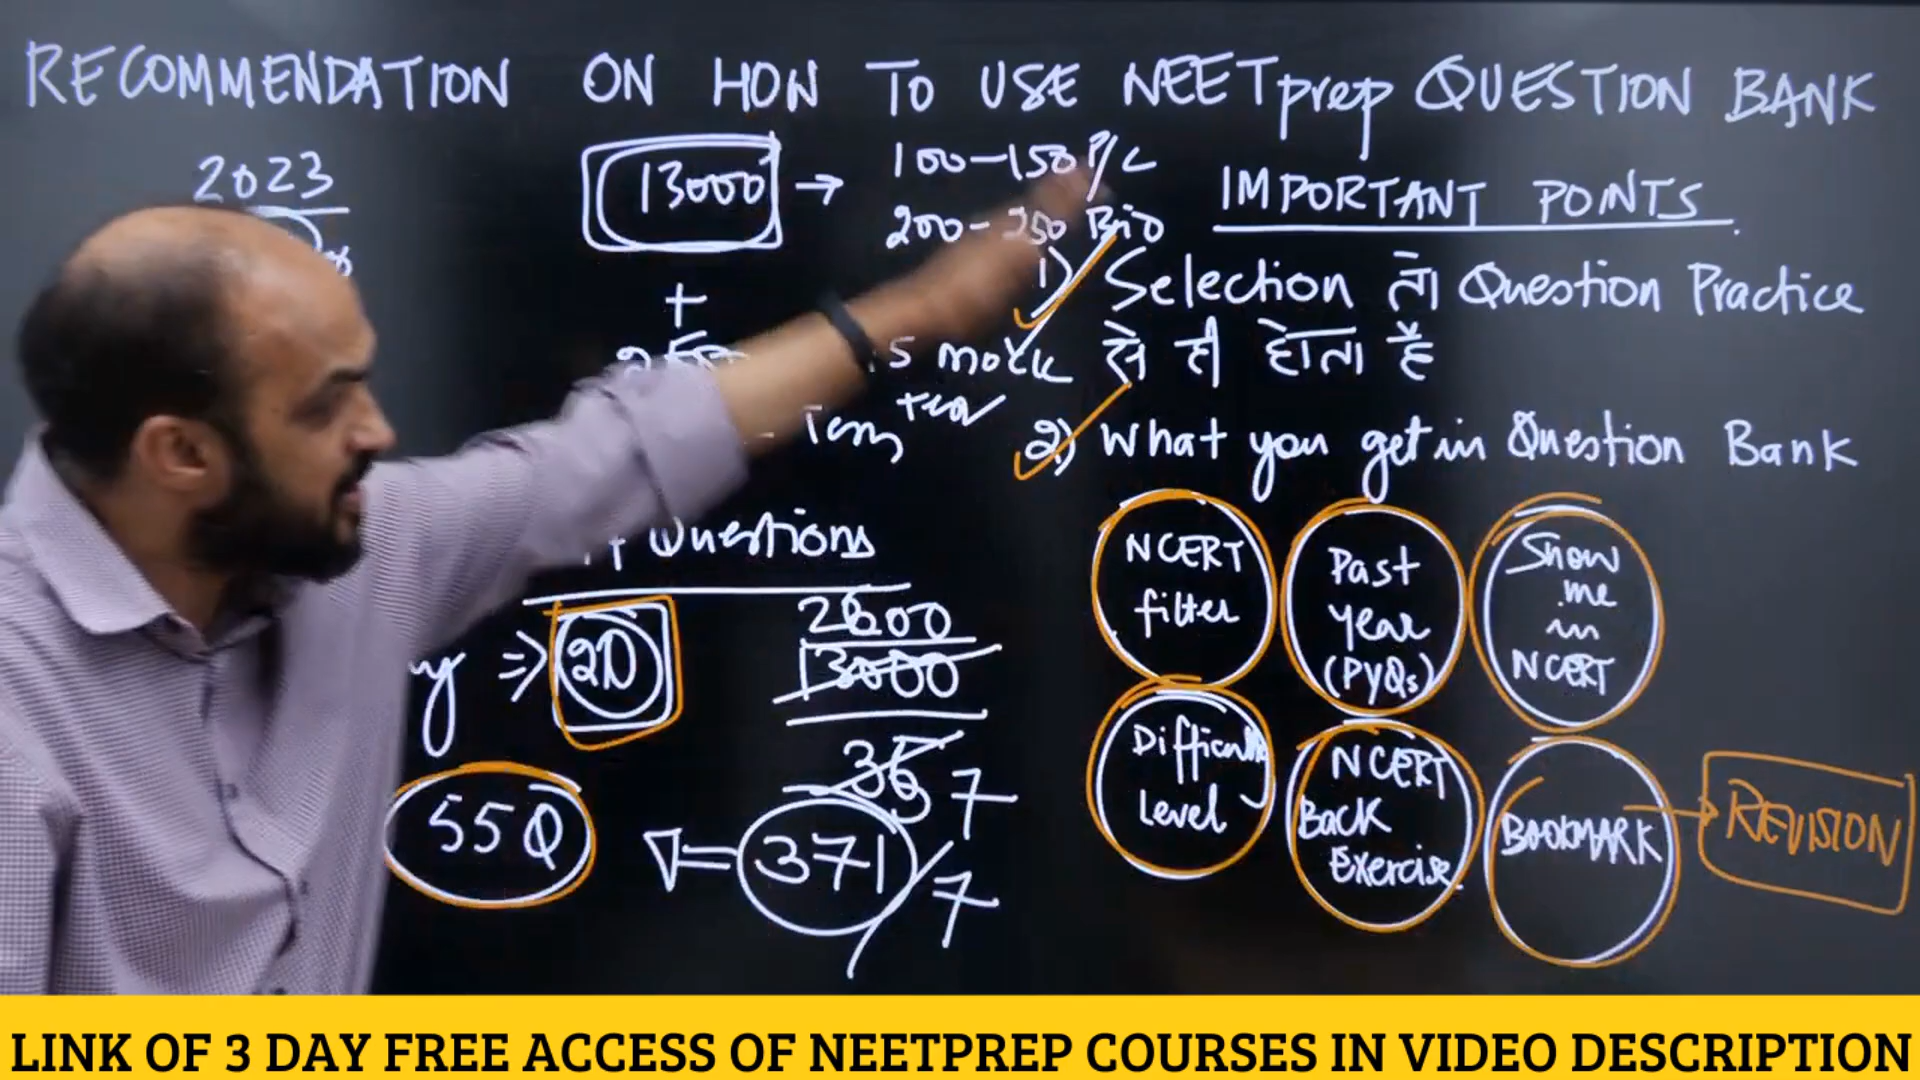 RECOMMENDATION ON HOW TO USE NEETprep QUESTION BANK
2023
13000 → 100-150 P/C
200-250 Bio
+
5 mock
Tem
IMPORTANT POINTS
1) Selection तो Question Practice
से ही होता है
2) What you get in Question Bank
NCERT
filter
Past
year
(PYQs)
Show
me
in
NCERT
Difficulty
Level
NCERT
Back
Exercise
BOOKMARK → REVISION
Questions
y ⇒
2600
13000
365 7
371/7
55Q
LINK OF 3 DAY FREE ACCESS OF NEETPREP COURSES IN VIDEO DESCRIPTION